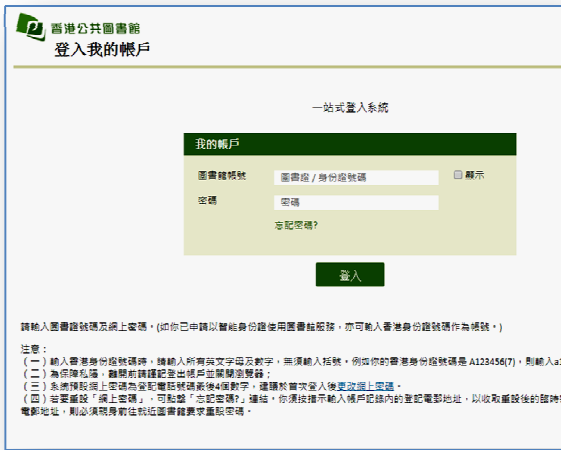 香港公共圖書館
登入我的帳戶
一站式登入系統
我的帳戶
圖書館帳號
圖書證 / 身份證號碼
顯示
密碼
密碼
忘記密碼?
登入
請輸入圖書證號碼及網上密碼。(如你已申請以智能身份證使用圖書館服務，亦可輸入香港身份證號碼作為帳號。)
注意：
（一）輸入香港身份證號碼時，請輸入所有英文字母及數字，無須輸入括號。例如你的香港身份證號碼是 A123456(7)，則輸入a1
（二）為保障私隱，離開前請謹記登出帳戶並關閉瀏覽器；
（三）系統預設網上密碼為登記電話號碼最後4個數字，建議於首次登入後更改網上密碼。
（四）若要重設「網上密碼」，可點擊「忘記密碼?」連結。你須按指示輸入帳戶記錄內的登記電郵地址，以收取重設後的臨時
電郵地址，則必須親身前往就近圖書館要求重設密碼。